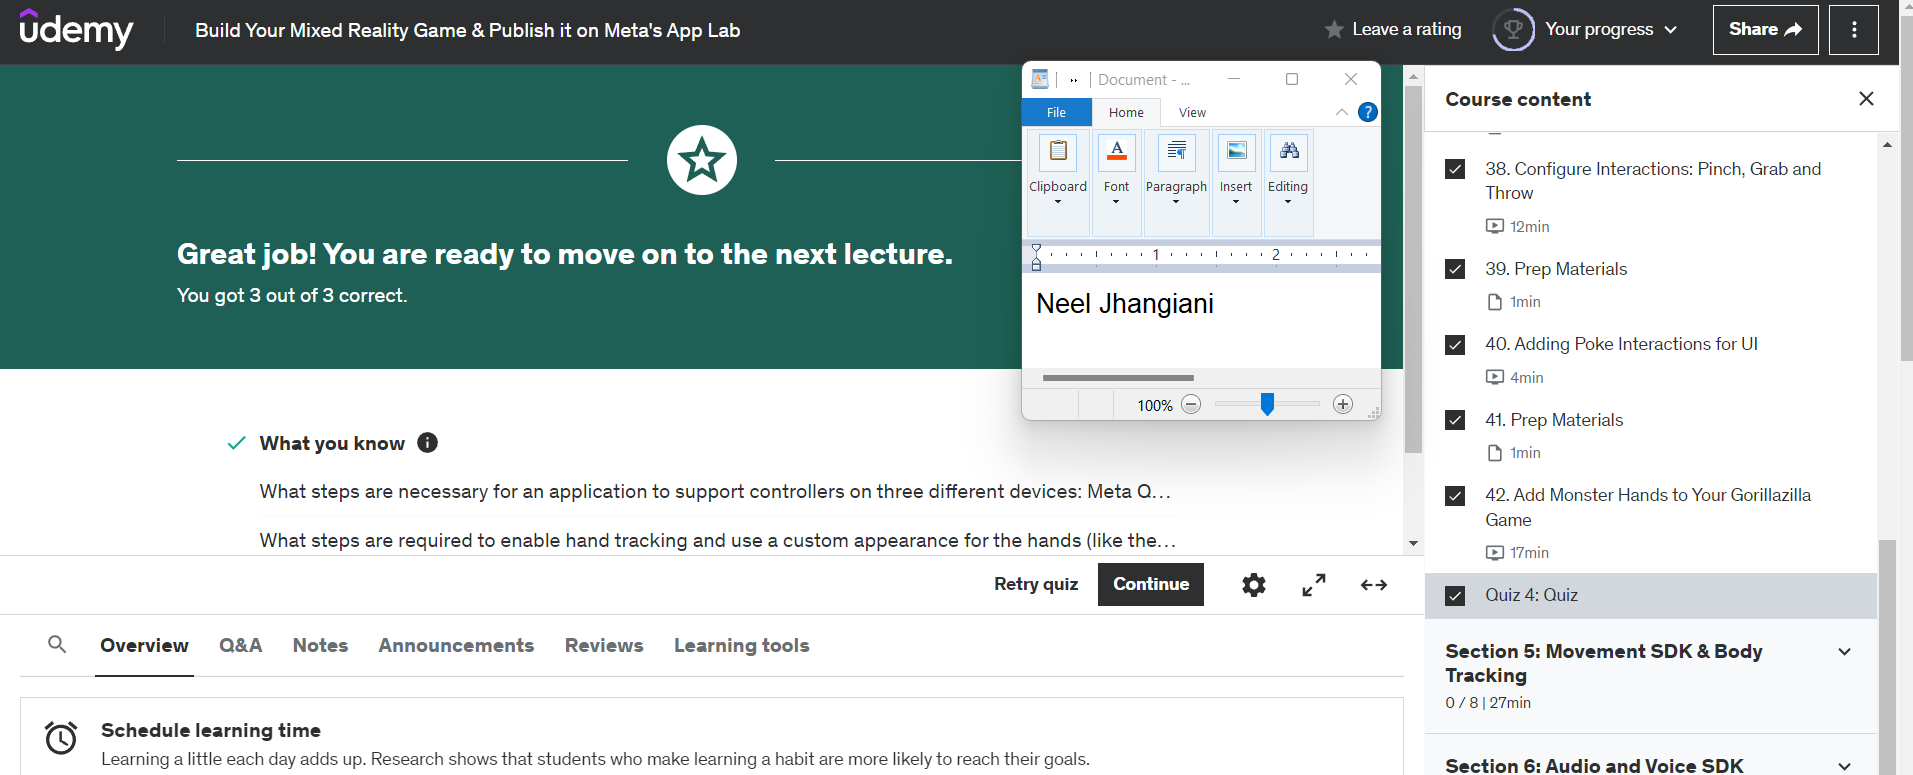 udemy
Build Your Mixed Reality Game & Publish it on Meta's App Lab
Leave a rating
Your progress
Share
Great job! You are ready to move on to the next lecture.
You got 3 out of 3 correct.
What you know
What steps are necessary for an application to support controllers on three different devices: Meta Q...
What steps are required to enable hand tracking and use a custom appearance for the hands (like the...
Retry quiz
Continue
Document - ...
File Home View
Clipboard Font Paragraph Insert Editing
1 2
Neel Jhangiani
100%
Overview Q&A Notes Announcements Reviews Learning tools
Schedule learning time
Learning a little each day adds up. Research shows that students who make learning a habit are more likely to reach their goals.
Course content
38. Configure Interactions: Pinch, Grab and
Throw
12min
39. Prep Materials
1min
40. Adding Poke Interactions for UI
4min
41. Prep Materials
1min
42. Add Monster Hands to Your Gorillazilla
Game
17min
Quiz 4: Quiz
Section 5: Movement SDK & Body
Tracking
0 / 8 | 27min
Section 6: Audio and Voice SDK